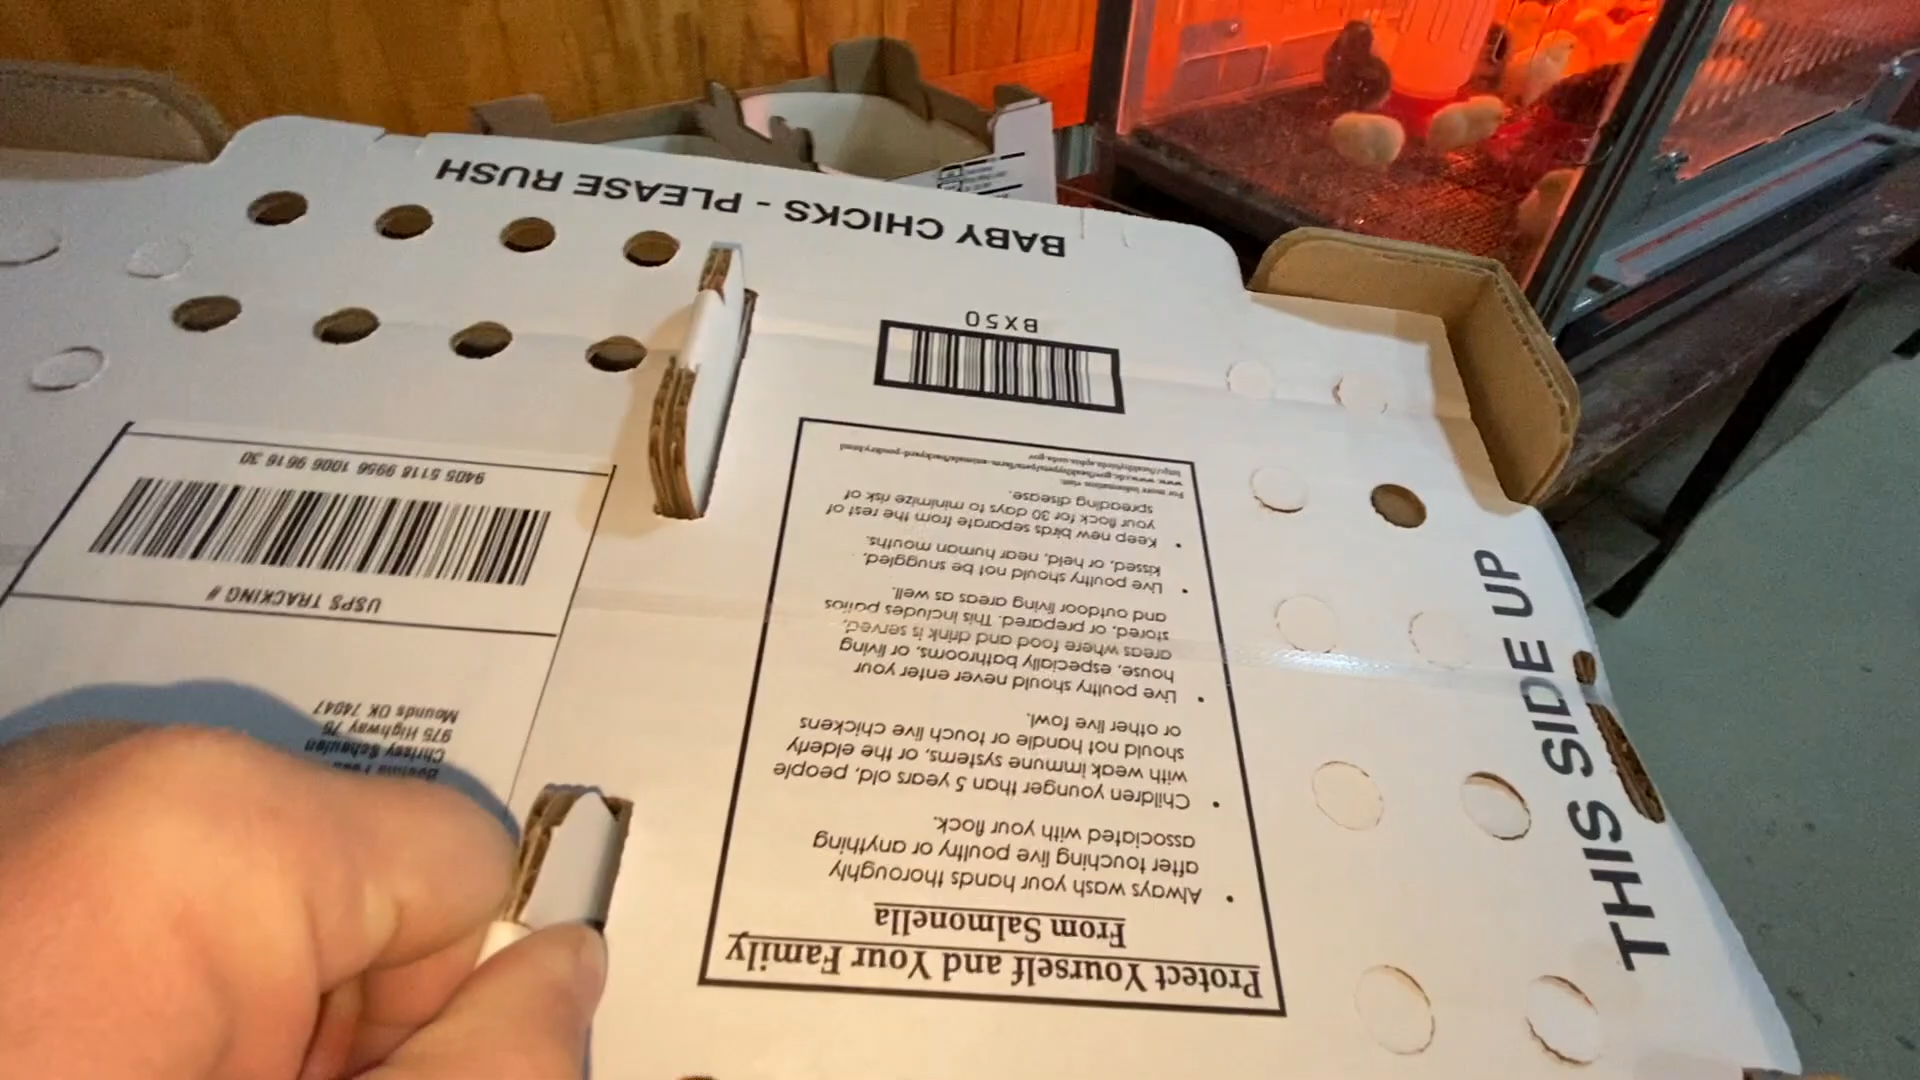 BABY CHICKS - PLEASE RUSH
BX50
THIS SIDE UP
Protect Yourself and Your Family
From Salmonella
• Always wash your hands thoroughly
after touching live poultry or anything
associated with your flock.
• Children younger than 5 years old, people
with weak immune systems, or the elderly
should not handle or touch live chickens
or other live fowl.
• Live poultry should never enter your
house, especially bathrooms, or living
areas where food and drink is served,
stored, or prepared. This includes patios
and outdoor living areas as well.
• Live poultry should not be snuggled,
kissed, or held, near human mouths.
• Keep new birds separate from the rest of
your flock for 30 days to minimize risk of
spreading disease.
For more information visit:
Chrissy
975 Highway 75
Mounds OK 74047
USPS TRACKING #
9405 5118 9956 1006 9616 30